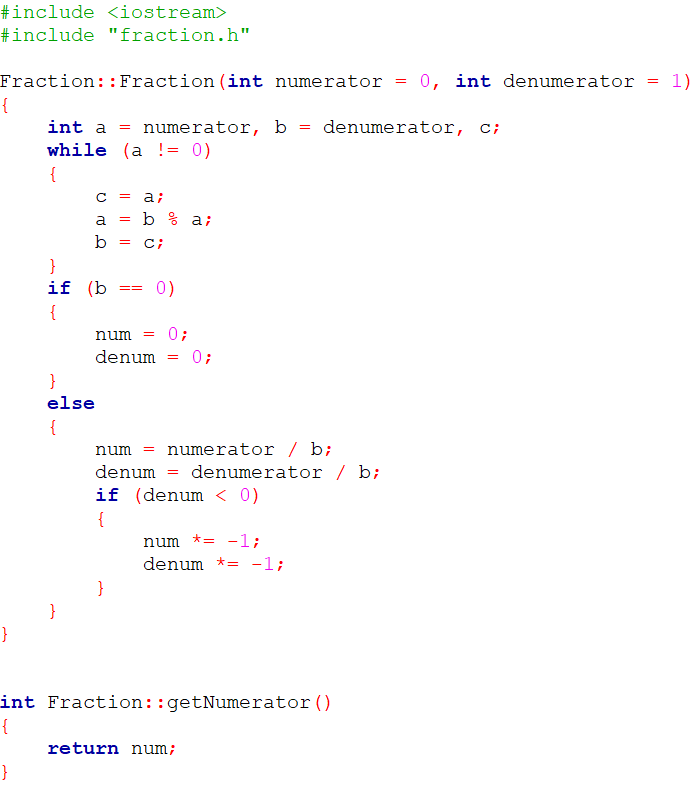 #include <iostream>
#include "fraction.h"

Fraction::Fraction(int numerator = 0, int denumerator = 1)
{
    int a = numerator, b = denumerator, c;
    while (a != 0)
    {
        c = a;
        a = b % a;
        b = c;
    }
    if (b == 0)
    {
        num = 0;
        denum = 0;
    }
    else
    {
        num = numerator / b;
        denum = denumerator / b;
        if (denum < 0)
        {
            num *= -1;
            denum *= -1;
        }
    }
}


int Fraction::getNumerator()
{
    return num;
}